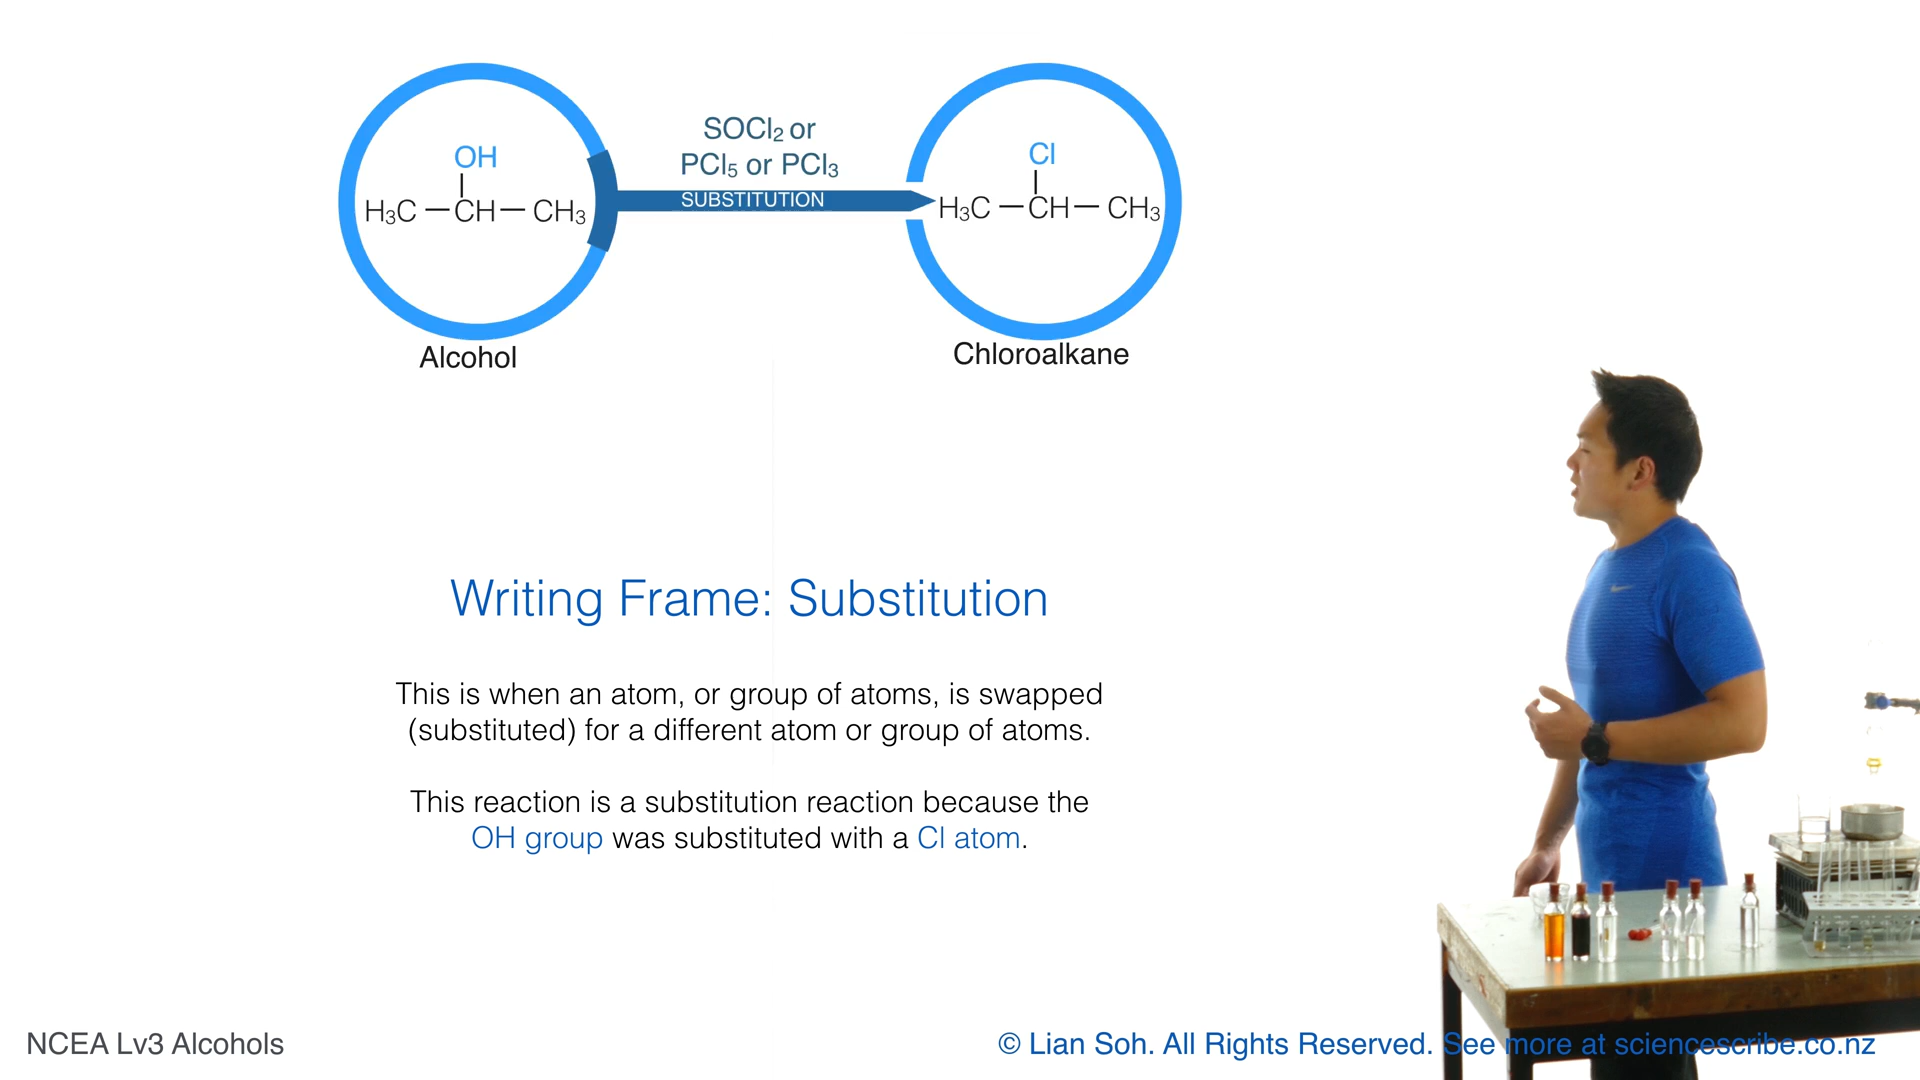 OH
H₃C — CH — CH₃
Alcohol
SOCl₂ or
PCl₅ or PCl₃
SUBSTITUTION
Cl
H₃C — CH — CH₃
Chloroalkane
Writing Frame: Substitution
This is when an atom, or group of atoms, is swapped
(substituted) for a different atom or group of atoms.
This reaction is a substitution reaction because the
OH group was substituted with a Cl atom.
NCEA Lv3 Alcohols
© Lian Soh. All Rights Reserved. See more at sciencescribe.co.nz